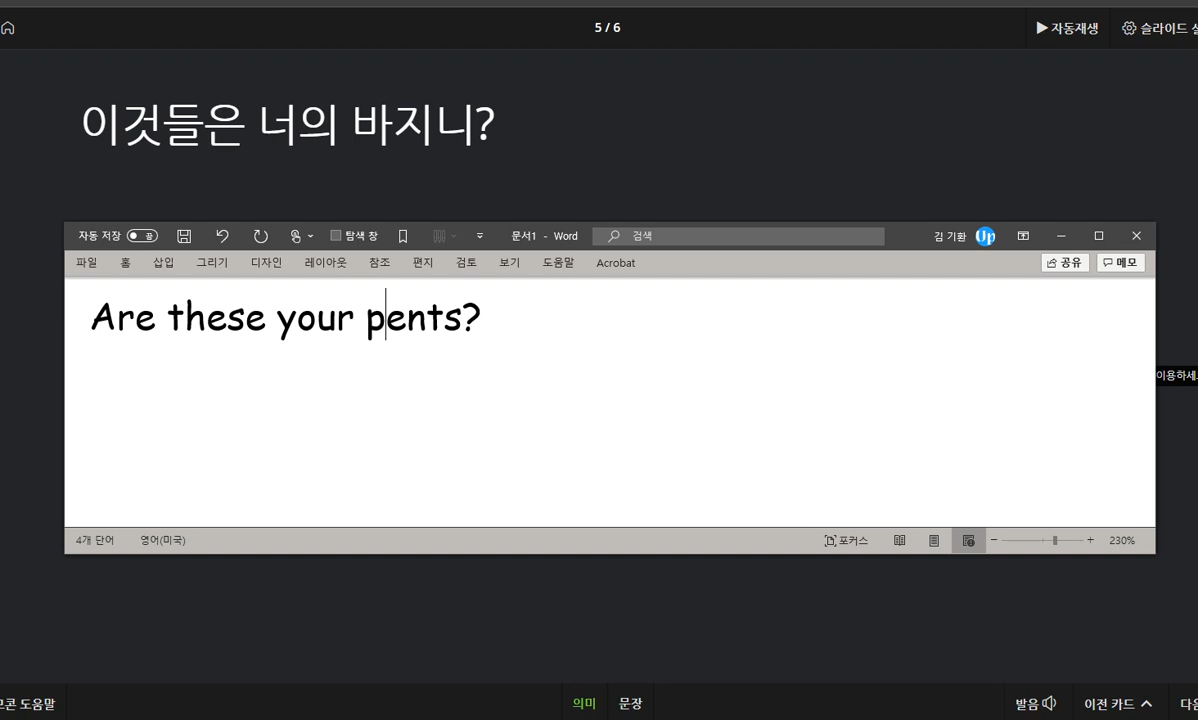 5 / 6
자동재생
슬라이드
이것들은 너의 바지니?
자동 저장 끔
탐색 창
문서1 - Word
검색
김 기환
Up
파일 홈 삽입 그리기 디자인 레이아웃 참조 편지 검토 보기 도움말 Acrobat
공유
메모
Are these your pents?
이용하세
4개 단어 영어(미국)
포커스
230%
도움말
의미 문장
발음
이전 카드